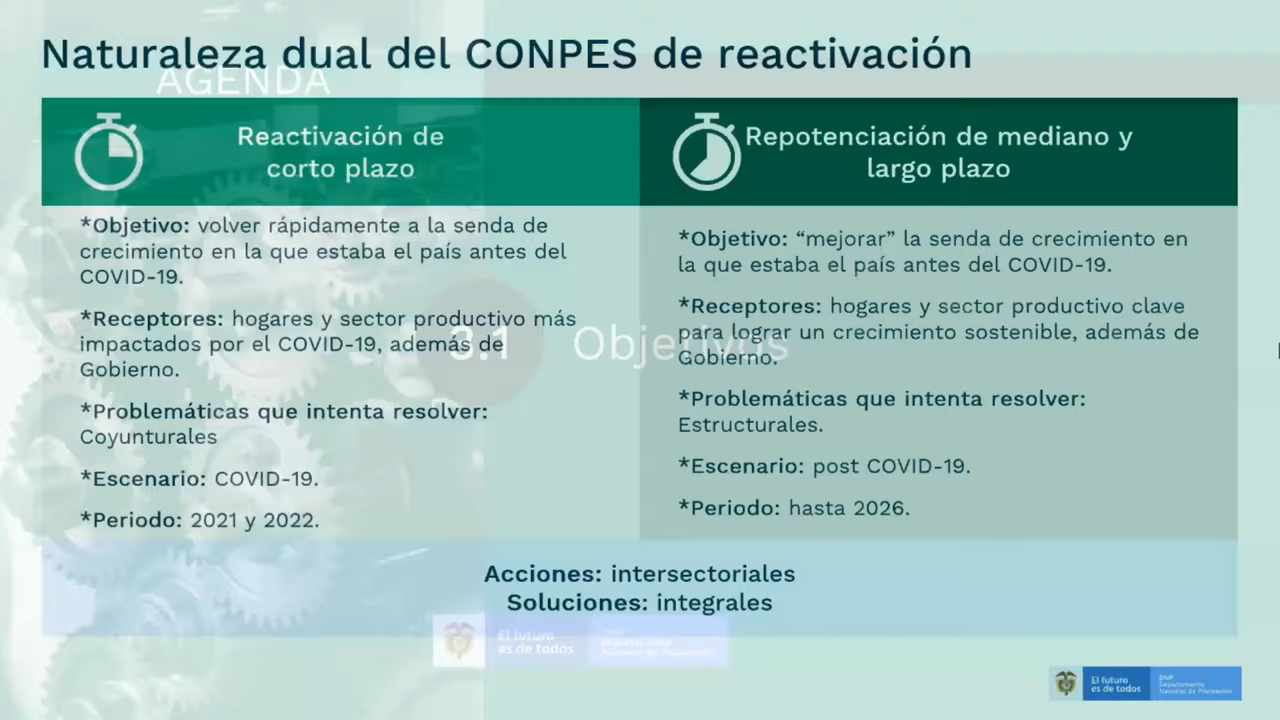 Naturaleza dual del CONPES de reactivación
AGENDA
Reactivación de
corto plazo
*Objetivo: volver rápidamente a la senda de
crecimiento en la que estaba el país antes del
COVID-19.
*Receptores: hogares y sector productivo más
impactados por el COVID-19, además de
Gobierno.
*Problemáticas que intenta resolver:
Coyunturales
*Escenario: COVID-19.
*Periodo: 2021 y 2022.
Repotenciación de mediano y
largo plazo
*Objetivo: “mejorar” la senda de crecimiento en
la que estaba el país antes del COVID-19.
*Receptores: hogares y sector productivo clave
para lograr un crecimiento sostenible, además de
Gobierno.
*Problemáticas que intenta resolver:
Estructurales.
*Escenario: post COVID-19.
*Periodo: hasta 2026.
3.1 Objetivos
Acciones: intersectoriales
Soluciones: integrales
El futuro
es de todos
El futuro
es de todos
DNP
Departamento
Nacional de Planeación